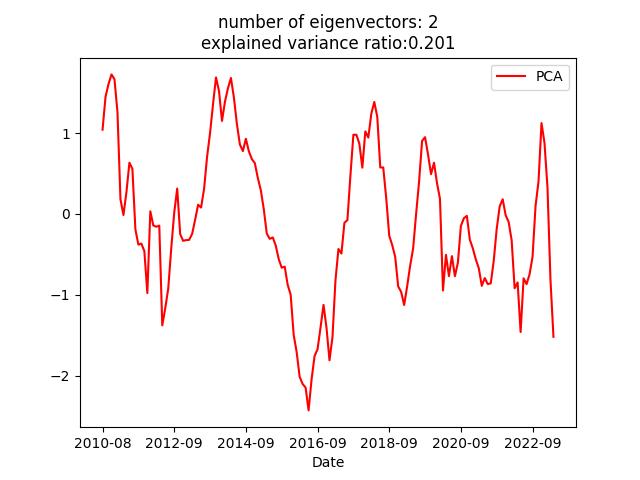 number of eigenvectors: 2
explained variance ratio:0.201
PCA
1
0
−1
−2
2010-08 2012-09 2014-09 2016-09 2018-09 2020-09 2022-09
Date